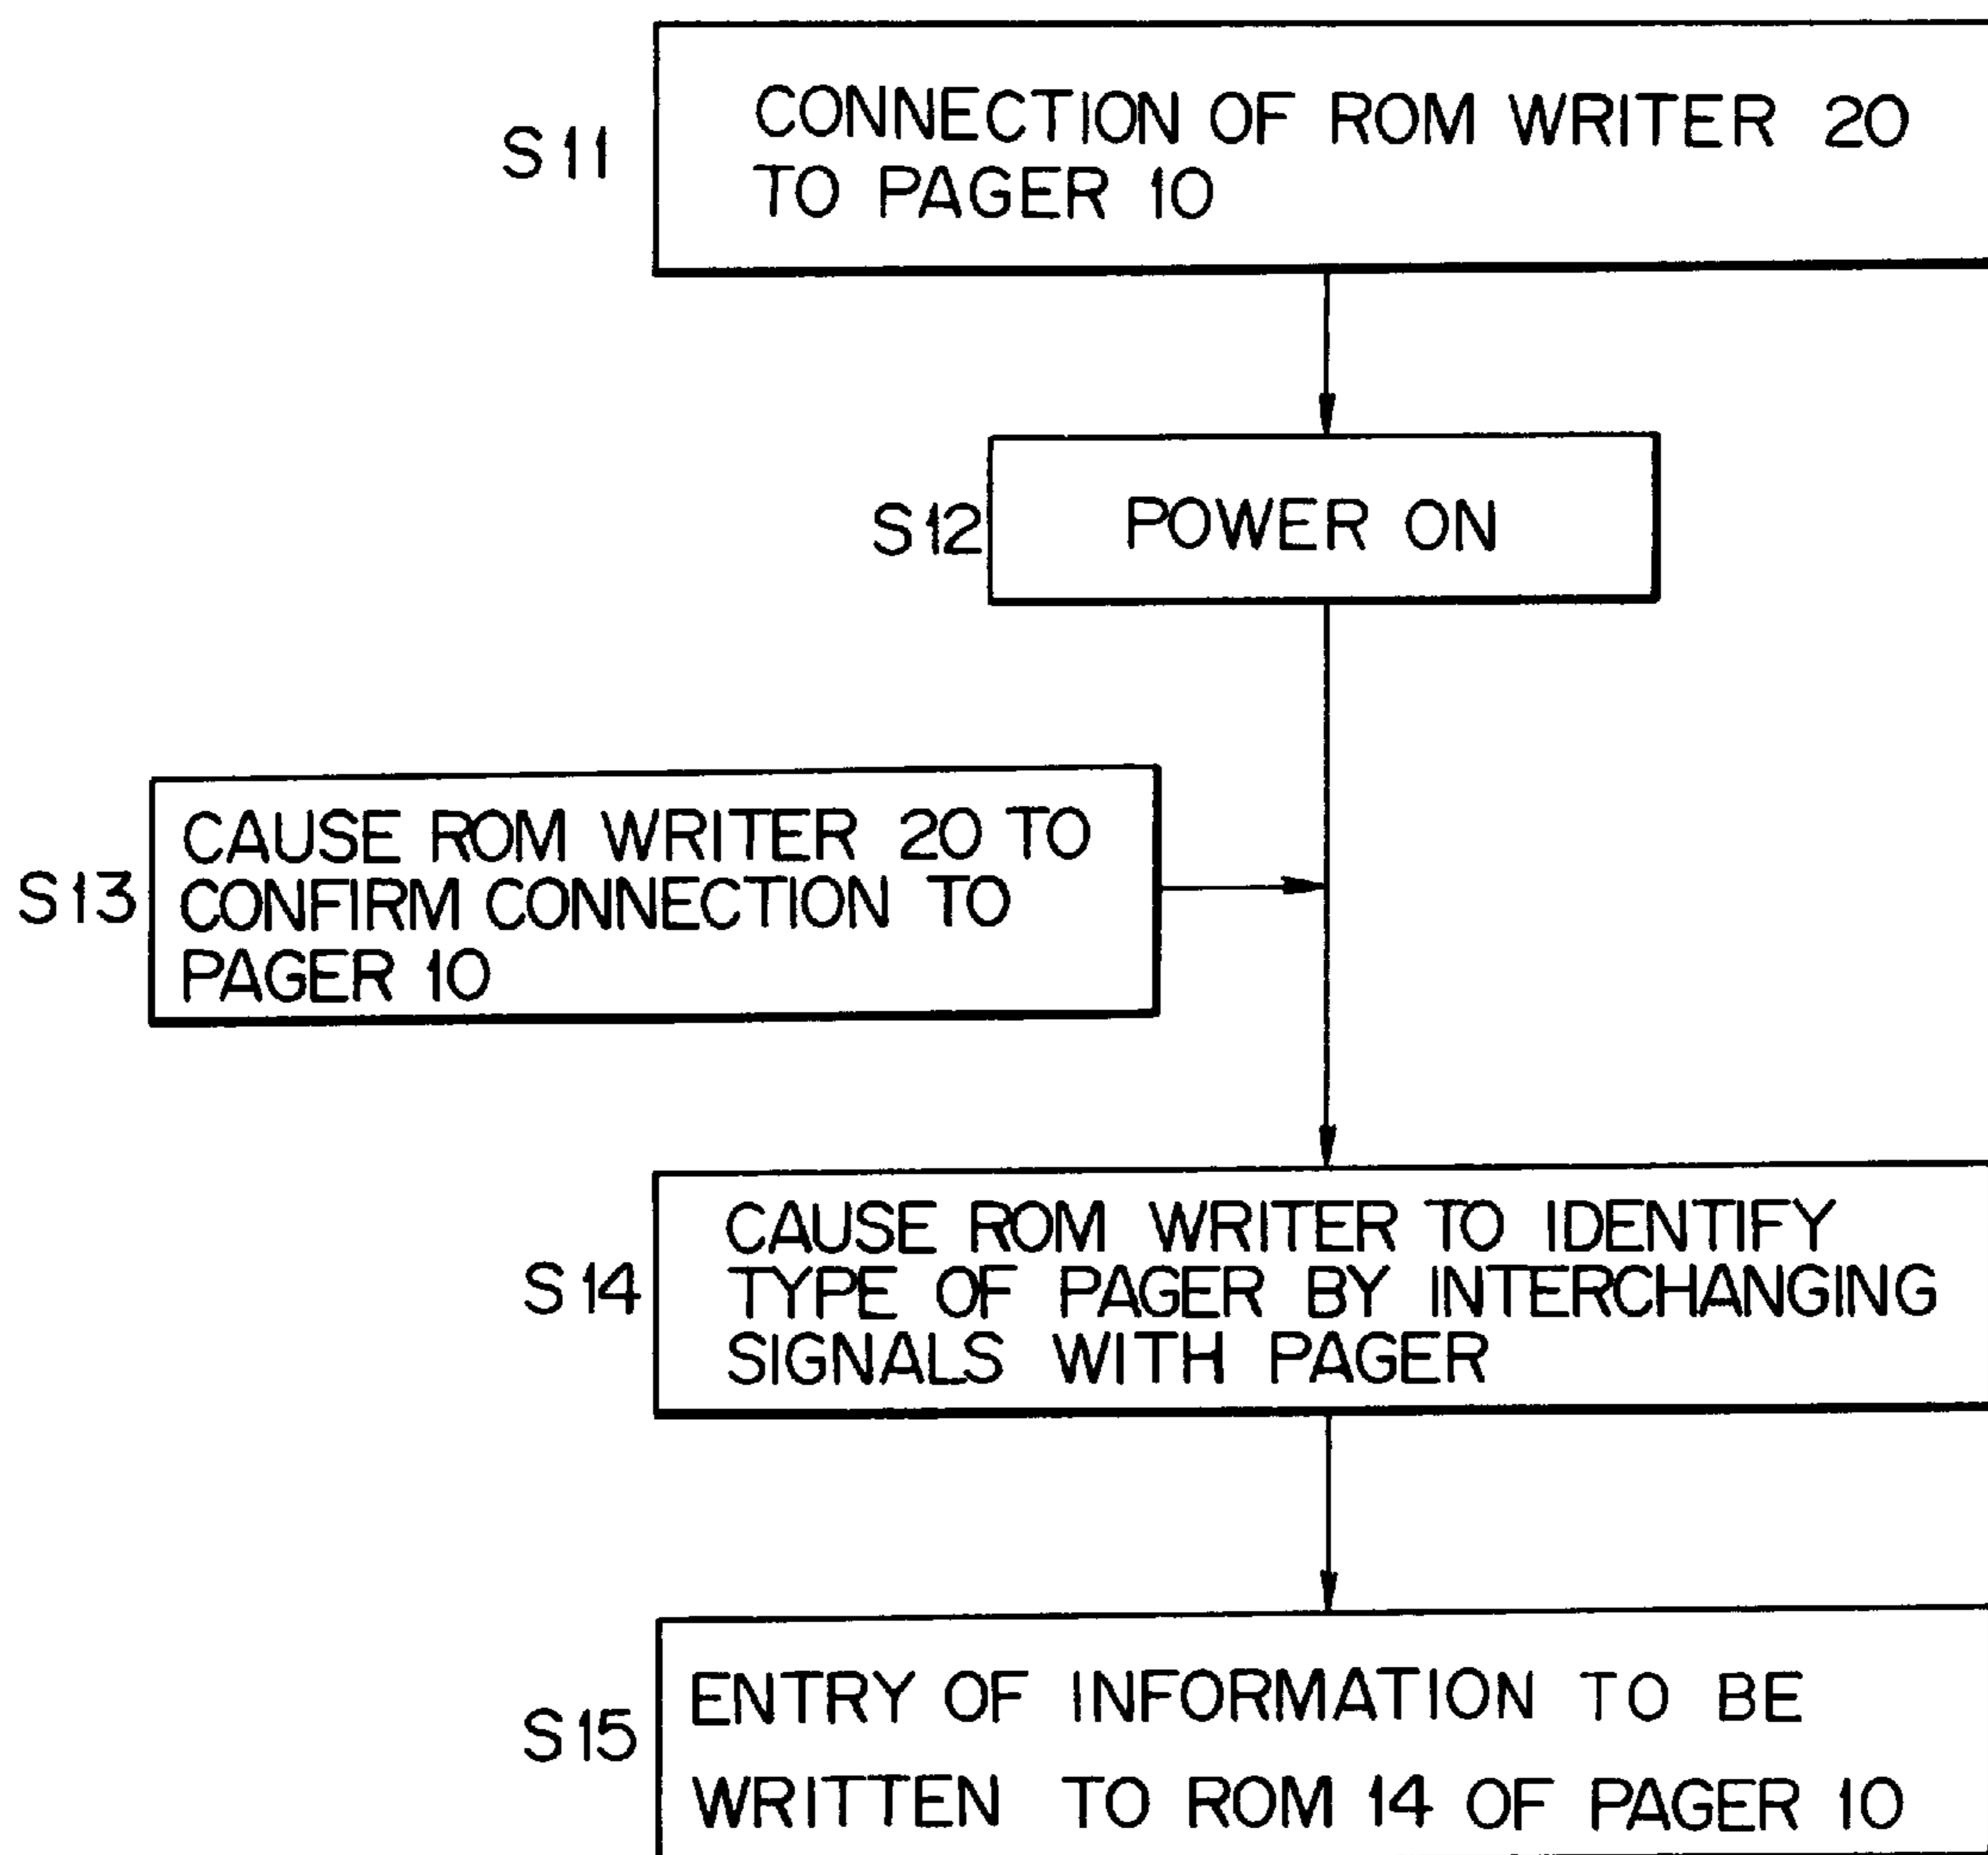 S11
CONNECTION OF ROM WRITER 20
TO PAGER 10
S12
POWER ON
S13
CAUSE ROM WRITER 20 TO
CONFIRM CONNECTION TO
PAGER 10
S14
CAUSE ROM WRITER TO IDENTIFY
TYPE OF PAGER BY INTERCHANGING
SIGNALS WITH PAGER
S15
ENTRY OF INFORMATION TO BE
WRITTEN TO ROM 14 OF PAGER 10